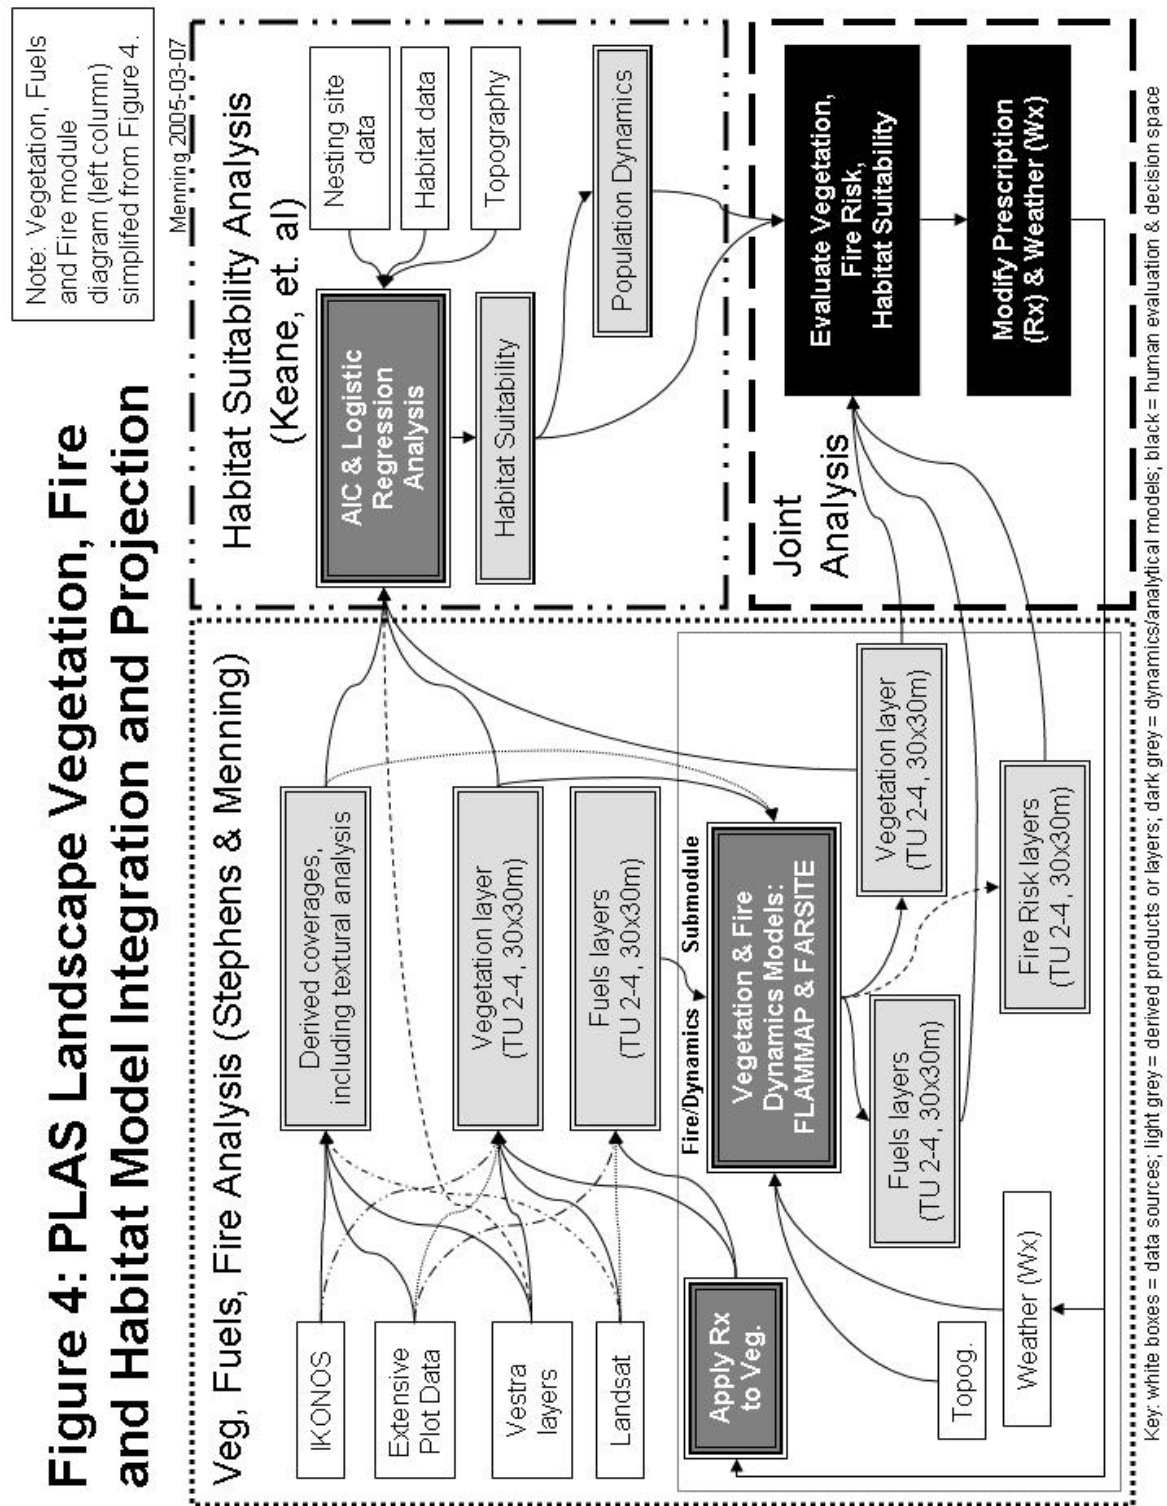 Figure 4: PLAS Landscape Vegetation, Fire
and Habitat Model Integration and Projection
Note: Vegetation, Fuels
and Fire module
diagram (left column)
simplifed from Figure 4.
Menning 2005-03-07
Veg, Fuels, Fire Analysis (Stephens & Menning)
IKONOS
Extensive
Plot Data
Vestra
layers
Landsat
Derived coverages,
including textural analysis
Vegetation layer
(TU 2-4, 30x30m)
Fuels layers
(TU 2-4, 30x30m)
Fire/Dynamics Submodule
Apply Rx
to Veg.
Vegetation & Fire
Dynamics Models:
FLAMMAP & FARSITE
Topog.
Weather (Wx)
Fuels layers
(TU 2-4, 30x30m)
Vegetation layer
(TU 2-4, 30x30m)
Fire Risk layers
(TU 2-4, 30x30m)
Habitat Suitability Analysis
(Keane, et. al)
AIC & Logistic
Regression
Analysis
Nesting site
data
Habitat data
Topography
Habitat Suitability
Population Dynamics
Joint
Analysis
Evaluate Vegetation,
Fire Risk,
Habitat Suitability
Modify Prescription
(Rx) & Weather (Wx)
Key: white boxes = data sources; light grey = derived products or layers; dark grey = dynamics/analytical models; black = human evaluation & decision space